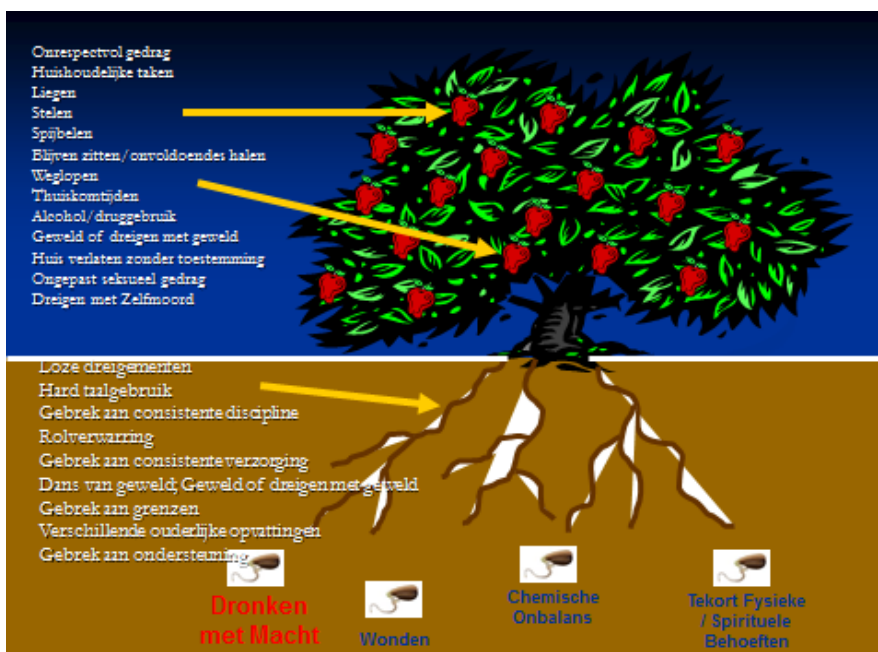 Onrespectvol gedrag
Huishoudelijke taken
Liegen
Stelen
Spijbelen
Blijven zitten/onvoldoendes halen
Weglopen
Thuiskomtijden
Alcohol/druggebruik
Geweld of dreigen met geweld
Huis verlaten zonder toestemming
Ongepast seksueel gedrag
Dreigen met Zelfmoord
Loze dreigementen
Hard taalgebruik
Gebrek aan consistente discipline
Rolverwarring
Gebrek aan consistente verzorging
Dans van geweld; Geweld of dreigen met geweld
Gebrek aan grenzen
Verschillende ouderlijke opvattingen
Gebrek aan ondersteuning
Dronken
met Macht
Wonden
Chemische
Onbalans
Tekort Fysieke
/ Spirituele
Behoeften